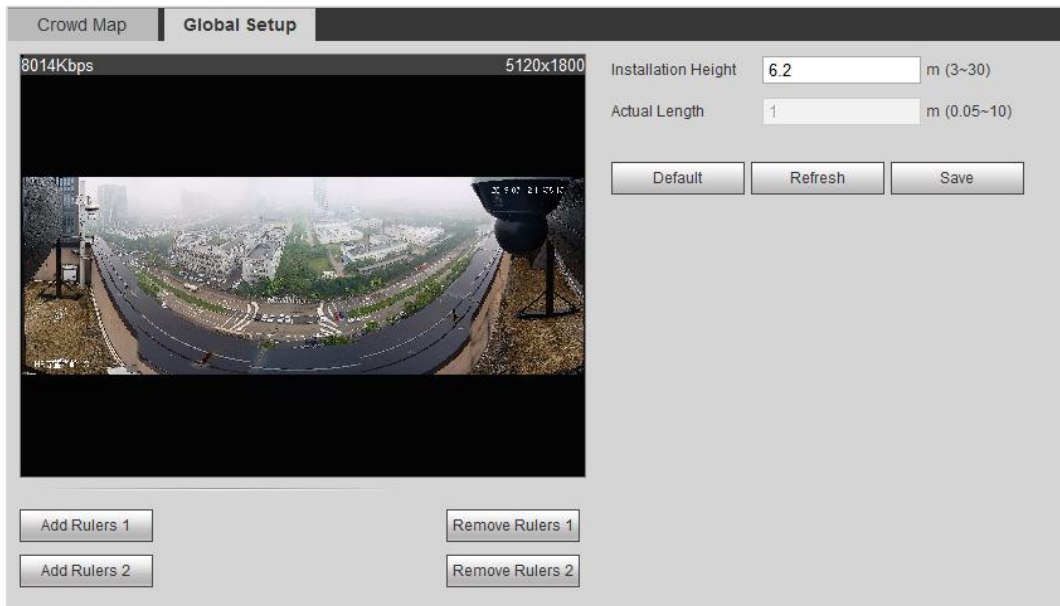 Crowd Map
Global Setup
8014Kbps
5120x1800
Installation Height
6.2
m (3~30)
Actual Length
1
m (0.05~10)
Default
Refresh
Save
Add Rulers 1
Remove Rulers 1
Add Rulers 2
Remove Rulers 2